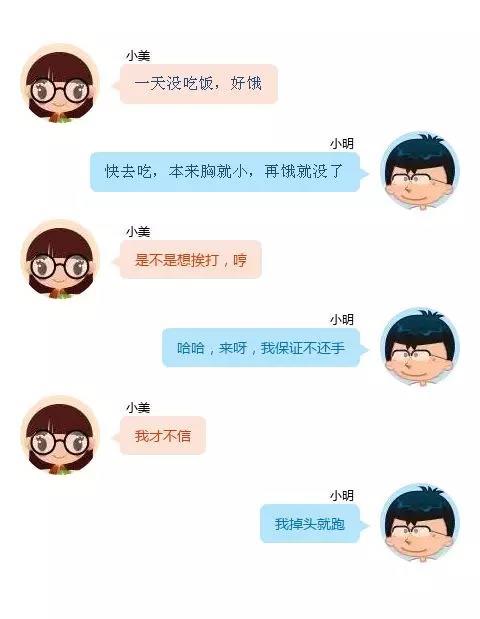 小美
一天没吃饭，好饿
小明
快去吃，本来胸就小，再饿就没了
小美
是不是想挨打，哼
小明
哈哈，来呀，我保证不还手
小美
我才不信
小明
我掉头就跑